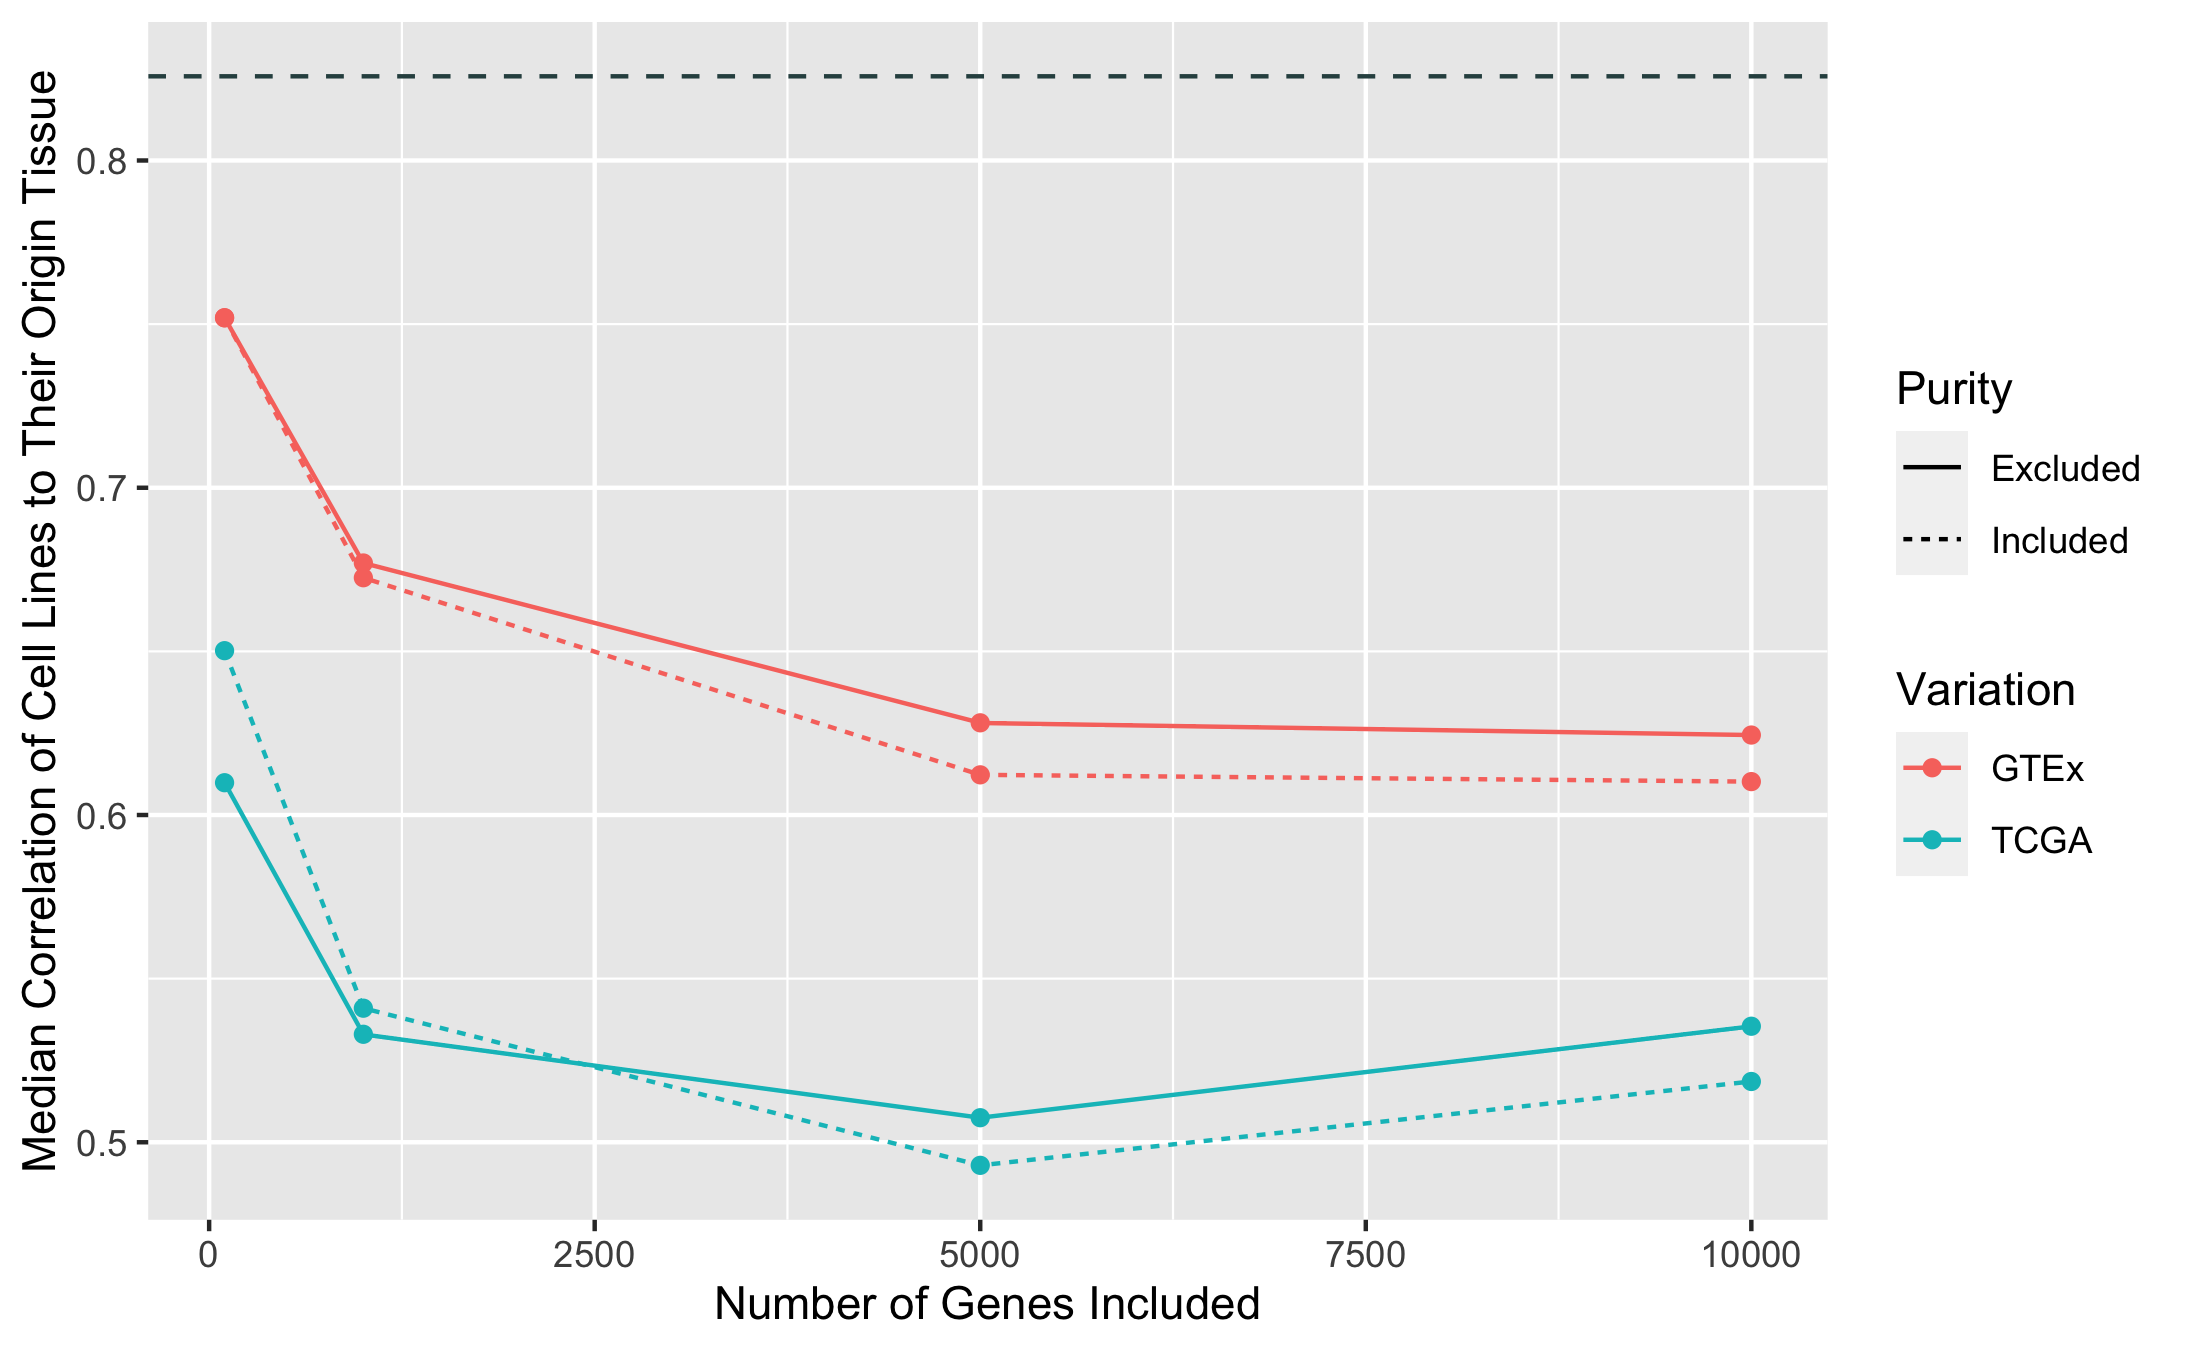 Median Correlation of Cell Lines to Their Origin Tissue
0.8
0.7
0.6
0.5
0
2500
5000
7500
10000
Number of Genes Included
Purity
Excluded
Included
Variation
GTEx
TCGA